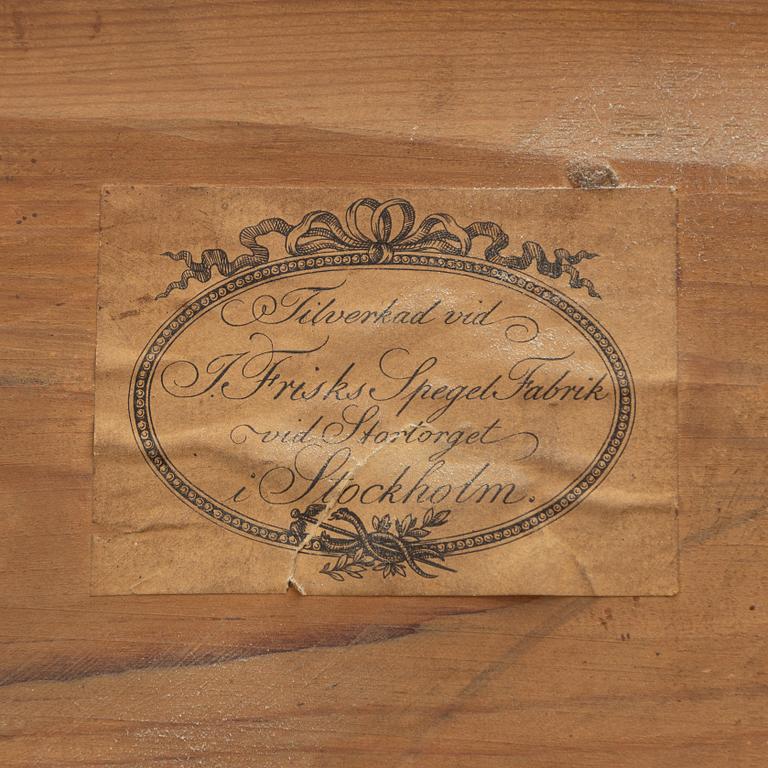 Tilverkad vid
J. Frisks Spegel Fabrik
vid Stortorget
i Stockholm.